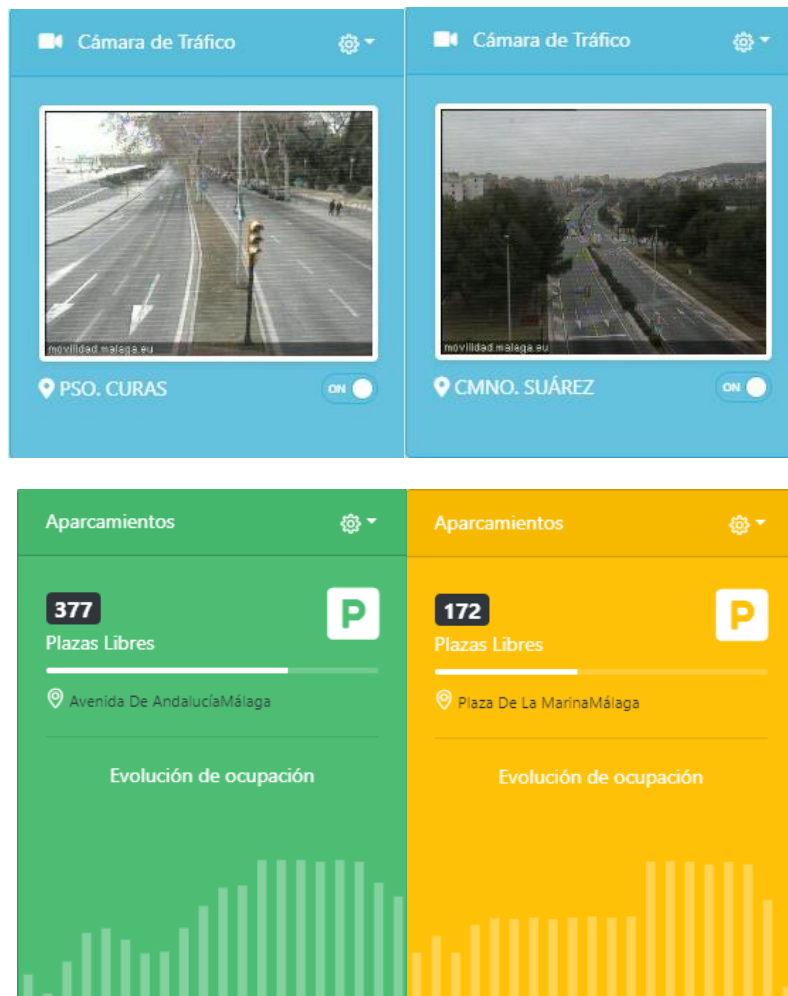 Cámara de Tráfico
movilidad.malaga.eu
PSO. CURAS
ON
Cámara de Tráfico
movilidad.malaga.eu
CMNO. SUÁREZ
ON
Aparcamientos
377
P
Plazas Libres
Avenida De AndalucíaMálaga
Evolución de ocupación
Aparcamientos
172
P
Plazas Libres
Plaza De La MarinaMálaga
Evolución de ocupación